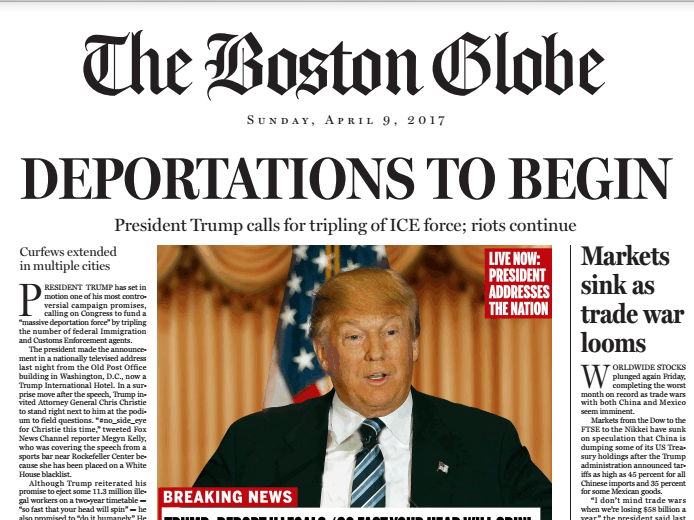 The Boston Globe
Sunday, April 9, 2017
DEPORTATIONS TO BEGIN
President Trump calls for tripling of ICE force; riots continue
Curfews extended
in multiple cities
PRESIDENT TRUMP has set in
motion one of his most contro-
versial campaign promises,
calling on Congress to fund a
“massive deportation force” by tripling
the number of federal Immigration
and Customs Enforcement agents.
The president made the announce-
ment in a nationally televised address
last night from the Old Post Office
building in Washington, D.C., now a
Trump International Hotel. In a sur-
prise move after the speech, Trump in-
vited Attorney General Chris Christie
to stand right next to him at the podi-
um to field questions. “#no_side_eye
for Christie this time,” tweeted Fox
News Channel reporter Megyn Kelly,
who was covering the speech from a
sports bar near Rockefeller Center be-
cause she has been placed on a White
House blacklist.
Although Trump reiterated his
promise to eject some 11.3 million ille-
gal workers on a two-year timetable —
“so fast that your head will spin” — he
also promised to “do it humanely.” He
LIVE NOW:
PRESIDENT
ADDRESSES
THE NATION
BREAKING NEWS
Markets
sink as
trade war
looms
WORLDWIDE STOCKS
plunged again Friday,
completing the worst
month on record as trade wars
with both China and Mexico
seem imminent.
Markets from the Dow to the
FTSE to the Nikkei have sunk
on speculation that China is
dumping some of its US Trea-
sury holdings after the Trump
administration announced tar-
iffs as high as 45 percent for all
Chinese imports and 35 percent
for some Mexican goods.
“I don’t mind trade wars
when we’re losing $58 billion a
year,” the president said last